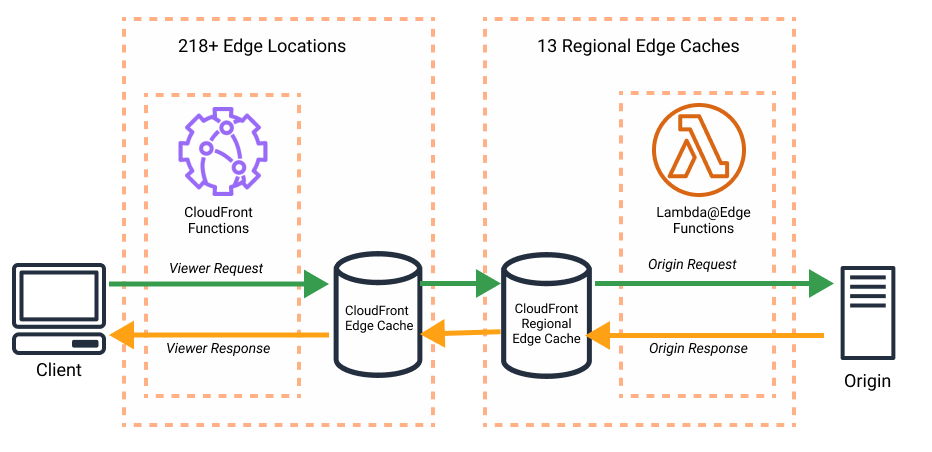 218+ Edge Locations
13 Regional Edge Caches
CloudFront
Functions
Lambda@Edge
Functions
Viewer Request
Origin Request
CloudFront
Edge Cache
CloudFront
Regional
Edge Cache
Viewer Response
Origin Response
Client
Origin